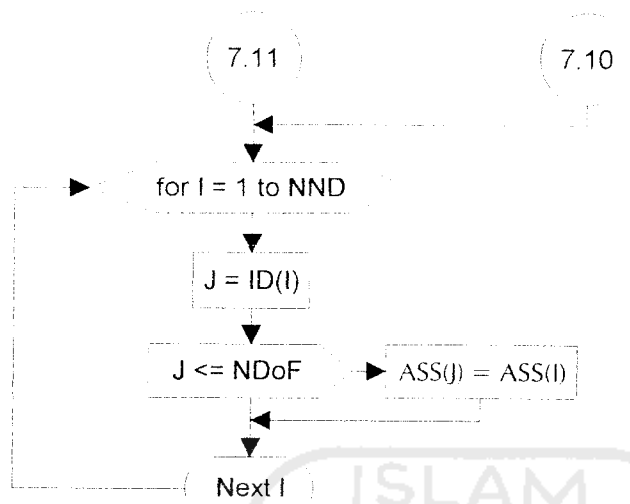 7.11
7.10
for I = 1 to NND
J = ID(I)
J <= NDoF
ASS(J) = ASS(I)
Next I
ISLAM